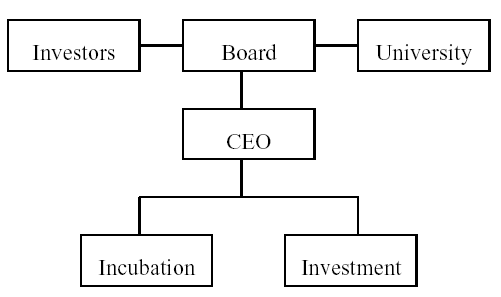 Investors
Board
University
CEO
Incubation
Investment